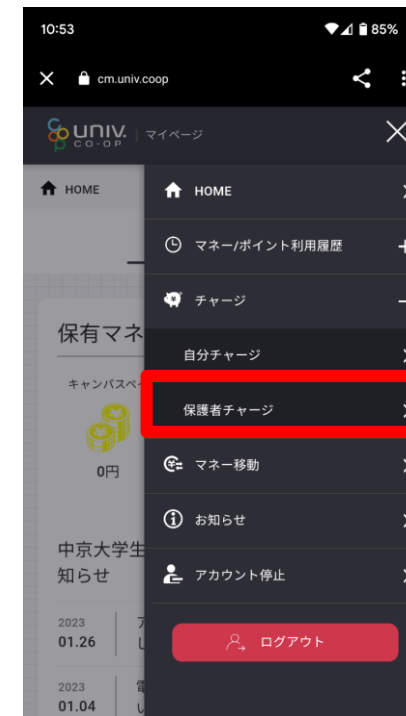 10:53
85%
cm.univ.coop
univ.
CO-OP
マイページ
HOME
保有マネ
キャンパスペイ
0円
中京大学生
知らせ
2023
01.26
し
2023
01.04
い
HOME
マネー/ポイント利用履歴
チャージ
自分チャージ
保護者チャージ
マネー移動
お知らせ
アカウント停止
ログアウト